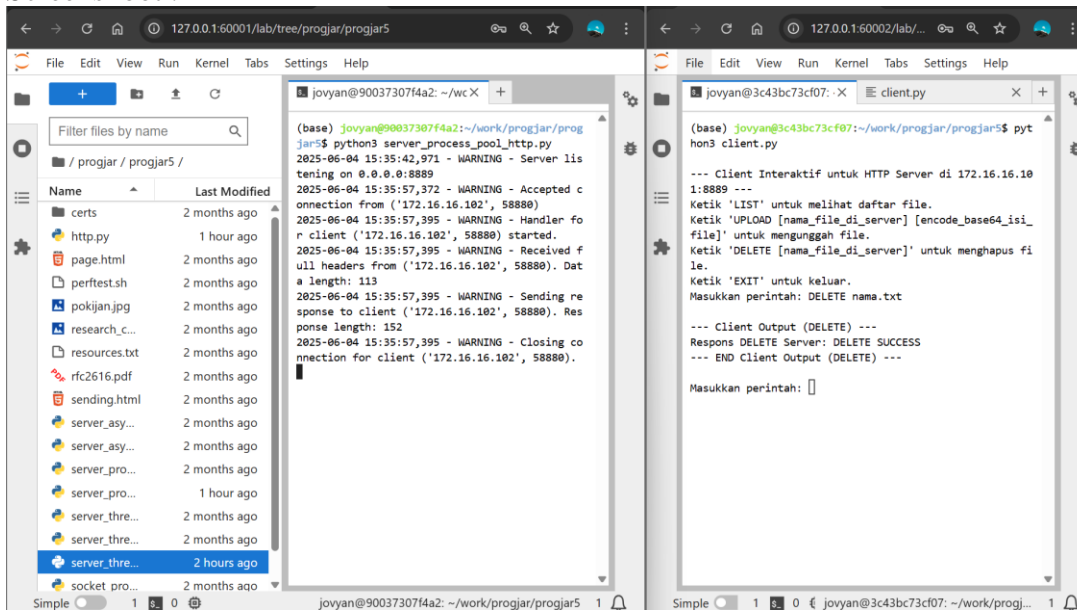 127.0.0.1:60001/lab/tree/progjar/progjar5
File Edit View Run Kernel Tabs Settings Help
Filter files by name
/ progjar / progjar5 /
Name Last Modified
certs 2 months ago
http.py 1 hour ago
page.html 2 months ago
perftest.sh 2 months ago
pokijan.jpg 2 months ago
research_c... 2 months ago
resources.txt 2 months ago
rfc2616.pdf 2 months ago
sending.html 2 months ago
server_asy... 2 months ago
server_asy... 2 months ago
server_pro... 2 months ago
server_pro... 1 hour ago
server_thre... 2 months ago
server_thre... 2 months ago
server_thre... 2 hours ago
socket_pro... 2 months ago
jovyan@90037307f4a2: ~/wc
(base) jovyan@90037307f4a2:~/work/progjar/prog
jar5$ python3 server_process_pool_http.py
2025-06-04 15:35:42,971 - WARNING - Server lis
tening on 0.0.0.0:8889
2025-06-04 15:35:57,372 - WARNING - Accepted c
onnection from ('172.16.16.102', 58880)
2025-06-04 15:35:57,395 - WARNING - Handler fo
r client ('172.16.16.102', 58880) started.
2025-06-04 15:35:57,395 - WARNING - Received f
ull headers from ('172.16.16.102', 58880). Dat
a length: 113
2025-06-04 15:35:57,395 - WARNING - Sending re
sponse to client ('172.16.16.102', 58880). Res
ponse length: 152
2025-06-04 15:35:57,395 - WARNING - Closing co
nnection for client ('172.16.16.102', 58880).
Simple 1 0 jovyan@90037307f4a2: ~/work/progjar/progjar5 1
127.0.0.1:60002/lab/...
File Edit View Run Kernel Tabs Settings Help
jovyan@3c43bc73cf07: - client.py
(base) jovyan@3c43bc73cf07:~/work/progjar/progjar5$ pyt
hon3 client.py
--- Client Interaktif untuk HTTP Server di 172.16.16.10
1:8889 ---
Ketik 'LIST' untuk melihat daftar file.
Ketik 'UPLOAD [nama_file_di_server] [encode_base64_isi_
file]' untuk mengunggah file.
Ketik 'DELETE [nama_file_di_server]' untuk menghapus fi
le.
Ketik 'EXIT' untuk keluar.
Masukkan perintah: DELETE nama.txt
--- Client Output (DELETE) ---
Respons DELETE Server: DELETE SUCCESS
--- END Client Output (DELETE) ---
Masukkan perintah:
Simple 1 0 jovyan@3c43bc73cf07: ~/work/progj... 1